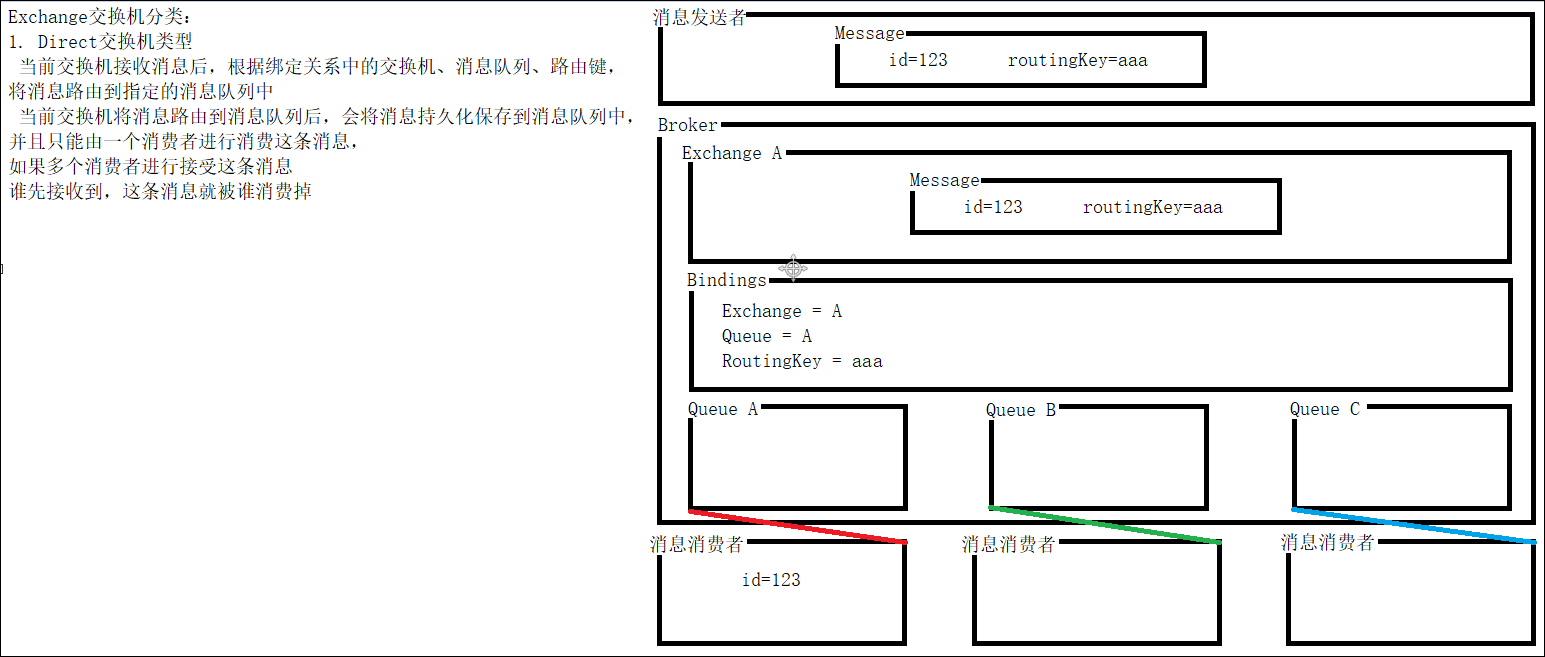 Exchange交换机分类：
1. Direct交换机类型
当前交换机接收消息后，根据绑定关系中的交换机、消息队列、路由键，
将消息路由到指定的消息队列中
当前交换机将消息路由到消息队列后，会将消息持久化保存到消息队列中，
并且只能由一个消费者进行消费这条消息，
如果多个消费者进行接受这条消息
谁先接收到，这条消息就被谁消费掉
消息发送者
Message
id=123 routingKey=aaa
Broker
Exchange A
Message
id=123 routingKey=aaa
Bindings
Exchange = A
Queue = A
RoutingKey = aaa
Queue A
Queue B
Queue C
消息消费者
id=123
消息消费者
消息消费者